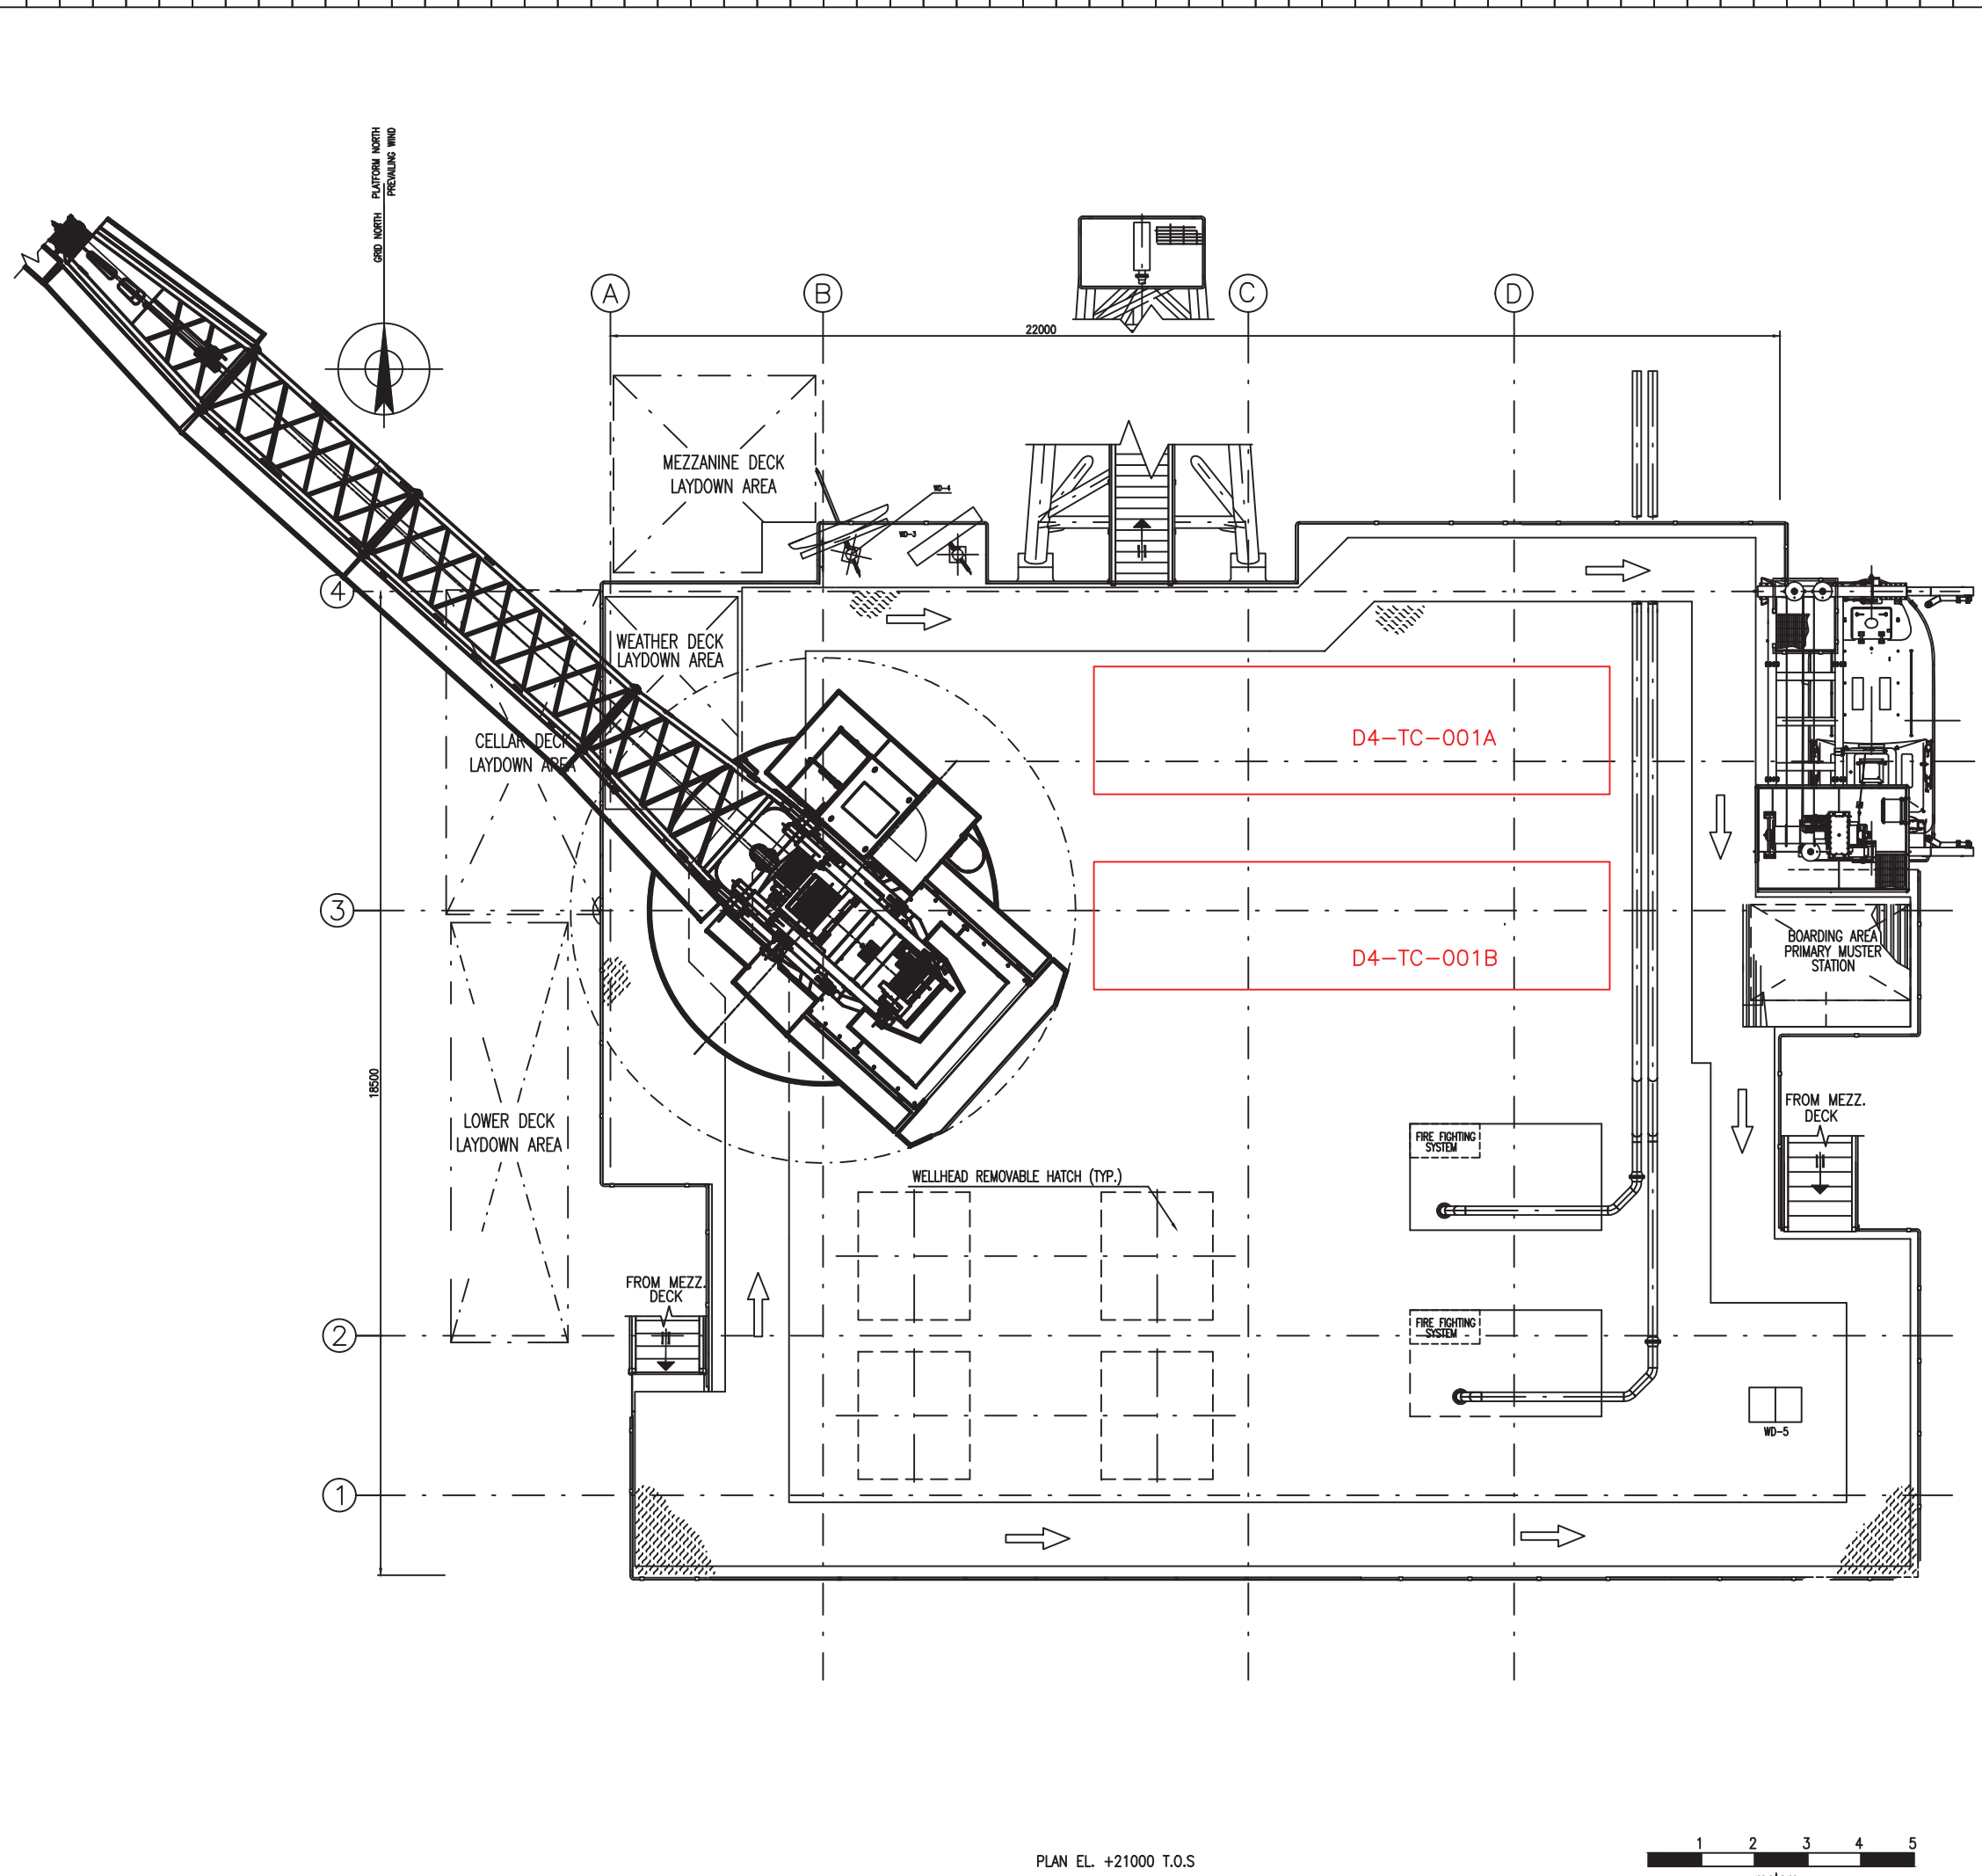 GRID NORTH
PLATFORM NORTH
PREVAILING WIND
A
B
C
D
22000
MEZZANINE DECK
LAYDOWN AREA
WD-4
WD-3
4
WEATHER DECK
LAYDOWN AREA
CELLAR DECK
LAYDOWN AREA
D4-TC-001A
3
D4-TC-001B
BOARDING AREA
PRIMARY MUSTER
STATION
18500
LOWER DECK
LAYDOWN AREA
FROM MEZZ.
DECK
FIRE FIGHTING
SYSTEM
WELLHEAD REMOVABLE HATCH (TYP.)
FROM MEZZ.
DECK
2
FIRE FIGHTING
SYSTEM
WD-5
1
PLAN EL. +21000 T.O.S
1 2 3 4 5